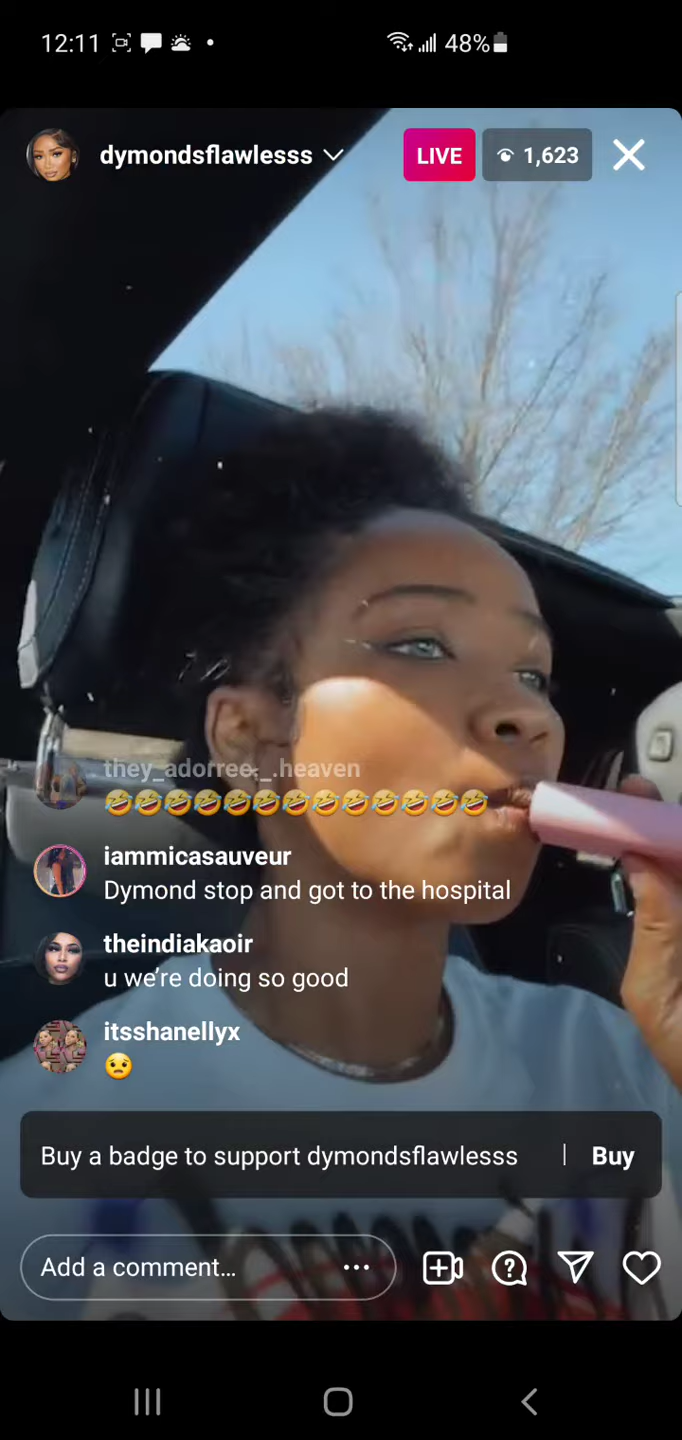 12:11
48%
dymondsflawlesss
LIVE
1,623
they_adorree._.heaven
🤣🤣🤣🤣🤣🤣🤣🤣🤣🤣🤣🤣🤣
iammicasauveur
Dymond stop and got to the hospital
theindiakaoir
u we’re doing so good
itsshanellyx
😟
Buy a badge to support dymondsflawlesss | Buy
Add a comment...